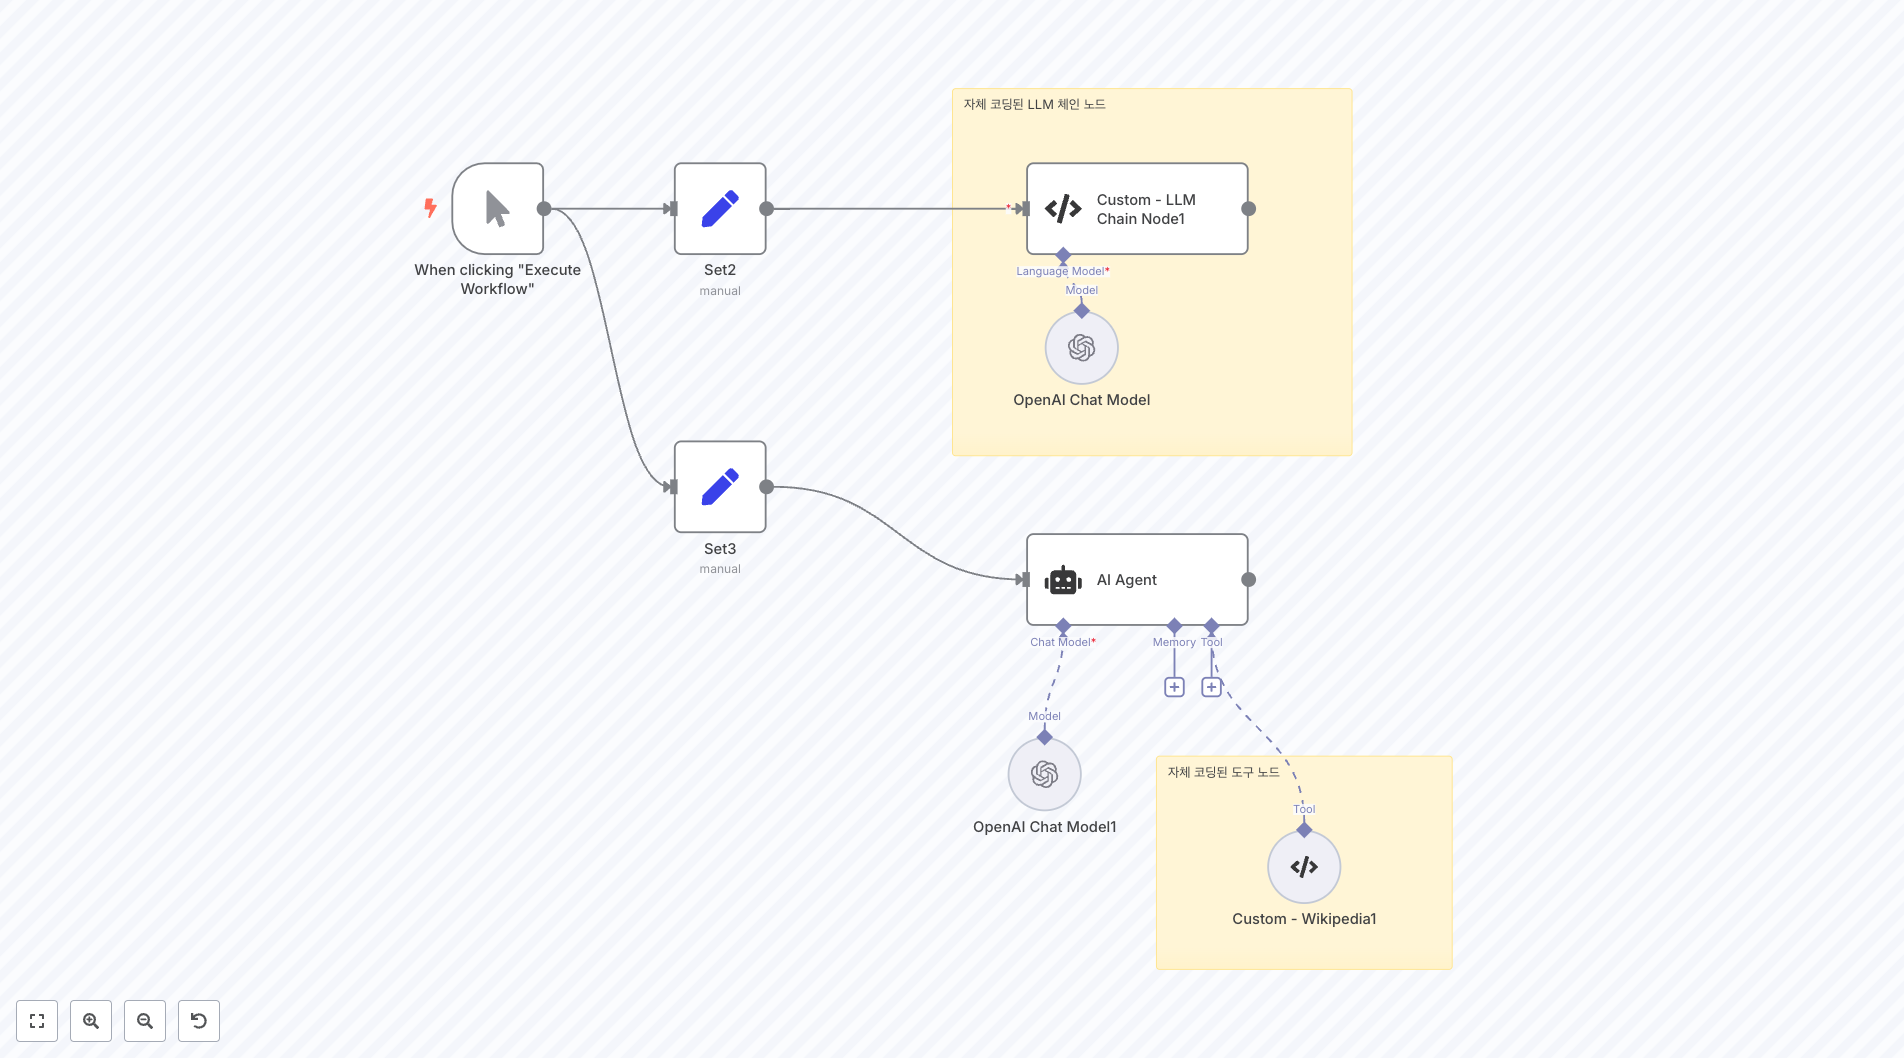 자체 코딩된 LLM 체인 노드
When clicking "Execute
Workflow"
Set2
manual
*
Custom - LLM
Chain Node1
Language Model*
Model
OpenAI Chat Model
Set3
manual
AI Agent
Chat Model*
Memory
Tool
Model
OpenAI Chat Model1
자체 코딩된 도구 노드
Tool
Custom - Wikipedia1